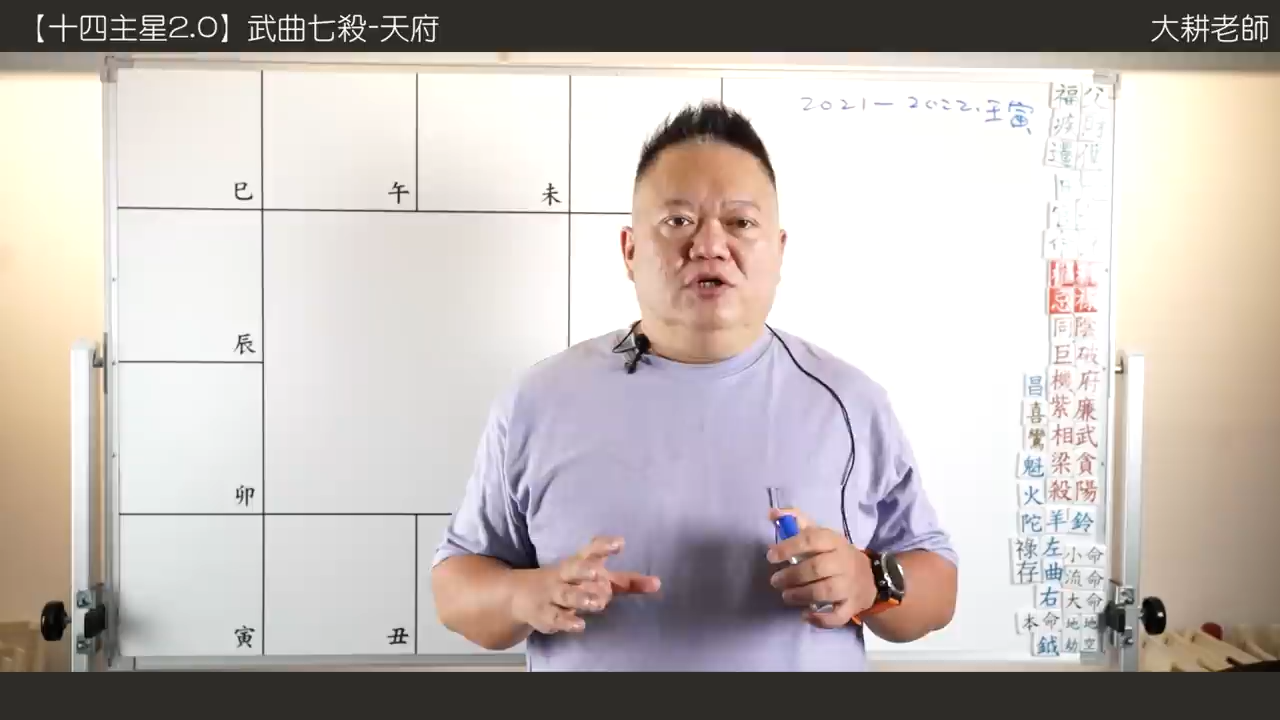 【十四主星2.0】武曲七殺-天府
大耕老師
2021—2022.壬寅
巳
午
未
辰
卯
寅
丑
福
忌祿
同陰
巨破
昌機府
喜紫廉
鸞相武
魁梁貪
火殺陽
陀羊鈴
祿存
左
曲
右
鉞
小命
流命
大命
本命
地地
劫空